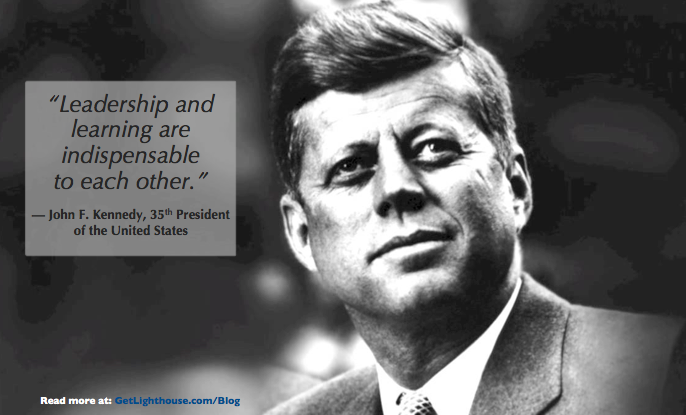 “Leadership and
learning are
indispensable
to each other.”
— John F. Kennedy, 35th President
of the United States
Read more at: GetLighthouse.com/Blog